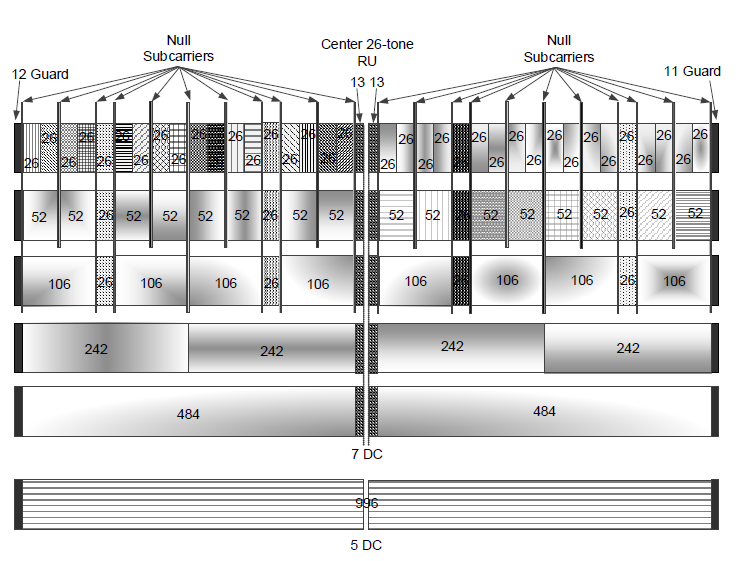 Null
Subcarriers
Center 26-tone
RU
Null
Subcarriers
12 Guard
13 13
11 Guard
26 26 26 26 26 26 26 26 26 26 26 26 26 26 26 26 26 26
26 26 26 26 26 26 26 26 26 26 26 26 26 26 26 26 26 26
52 52 26 52 52 52 52 26 52 52 52 52 26 52 52 52 52 26 52 52
106 26 106 106 26 106 106 26 106 106 26 106
242 242 242 242
484 484
7 DC
996
5 DC